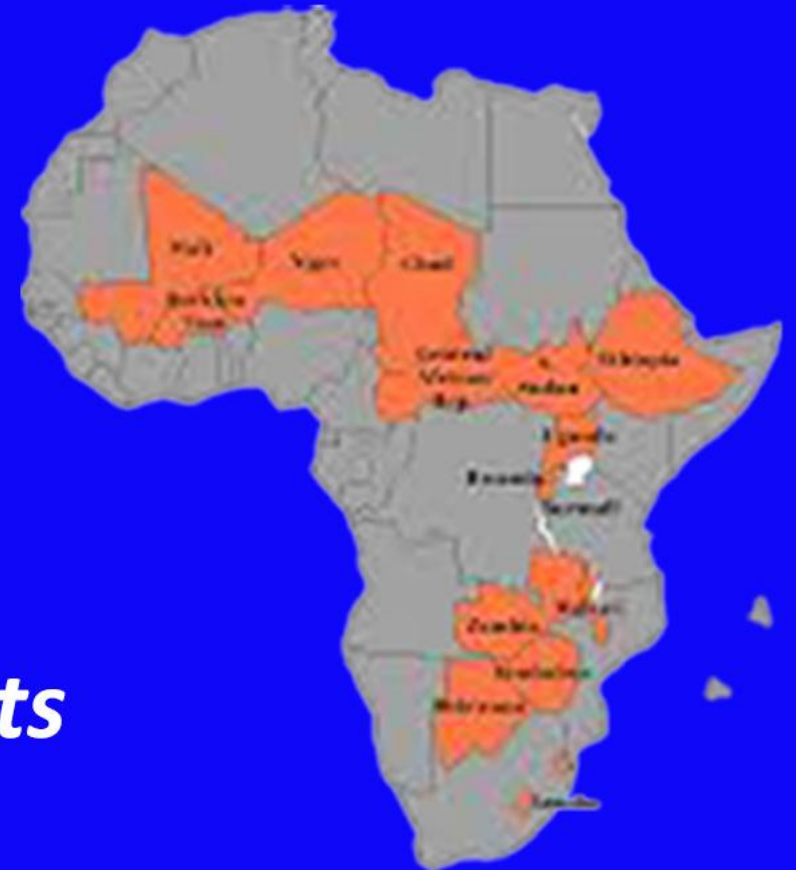 Mali
Niger
Chad
Burkina
Faso
Central
African
Rep.
S.
Sudan
Ethiopia
Uganda
Rwanda
Burundi
Malawi
Zambia
Zimbabwe
Botswana
ts
Lesotho